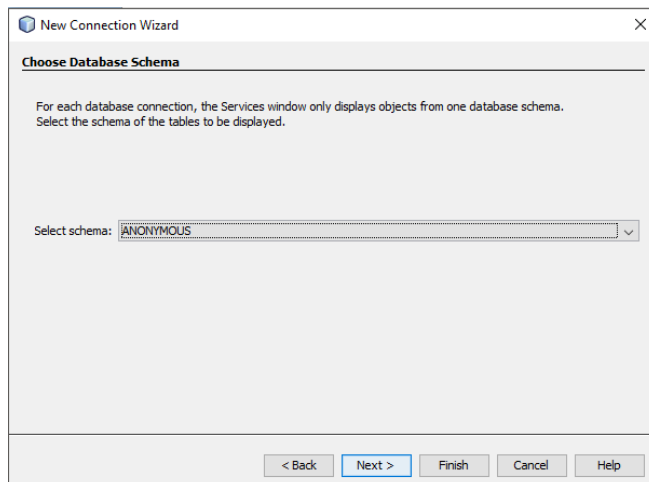 New Connection Wizard
Choose Database Schema
For each database connection, the Services window only displays objects from one database schema.
Select the schema of the tables to be displayed.
Select schema: ANONYMOUS
< Back Next > Finish Cancel Help